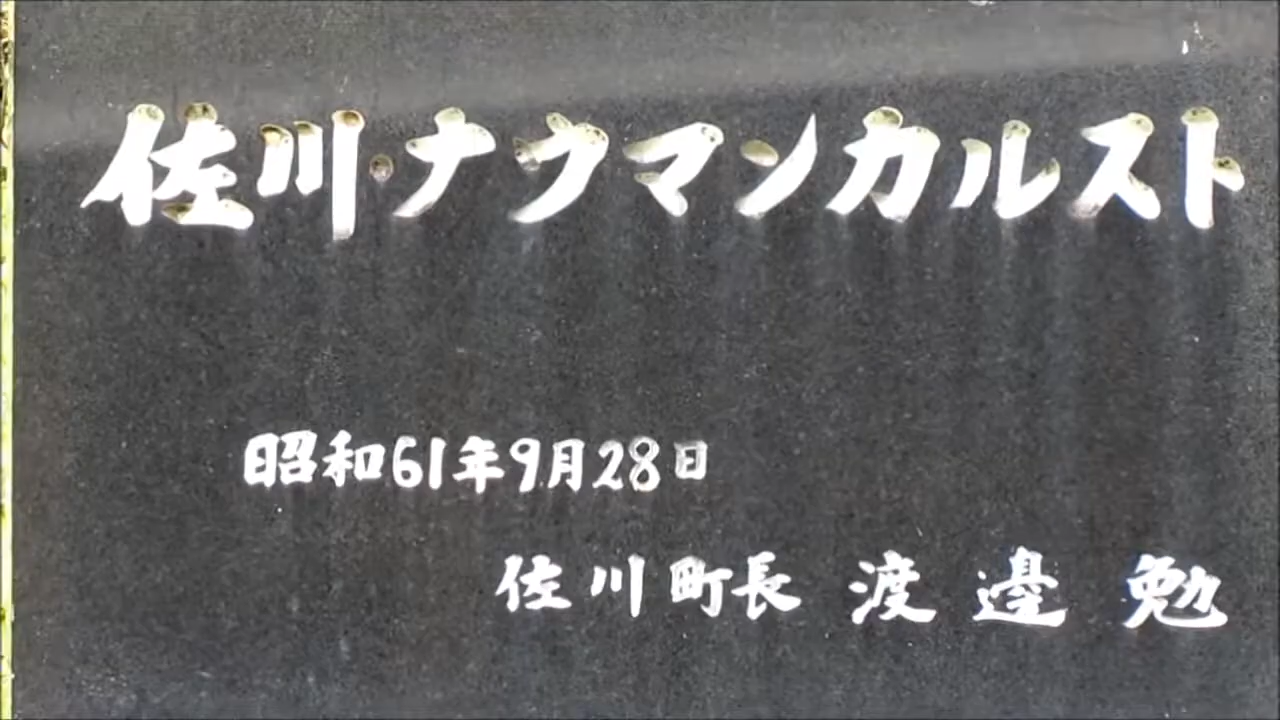 佐川・ナウマンカルスト
昭和61年9月28日
佐川町長 渡邊 勉